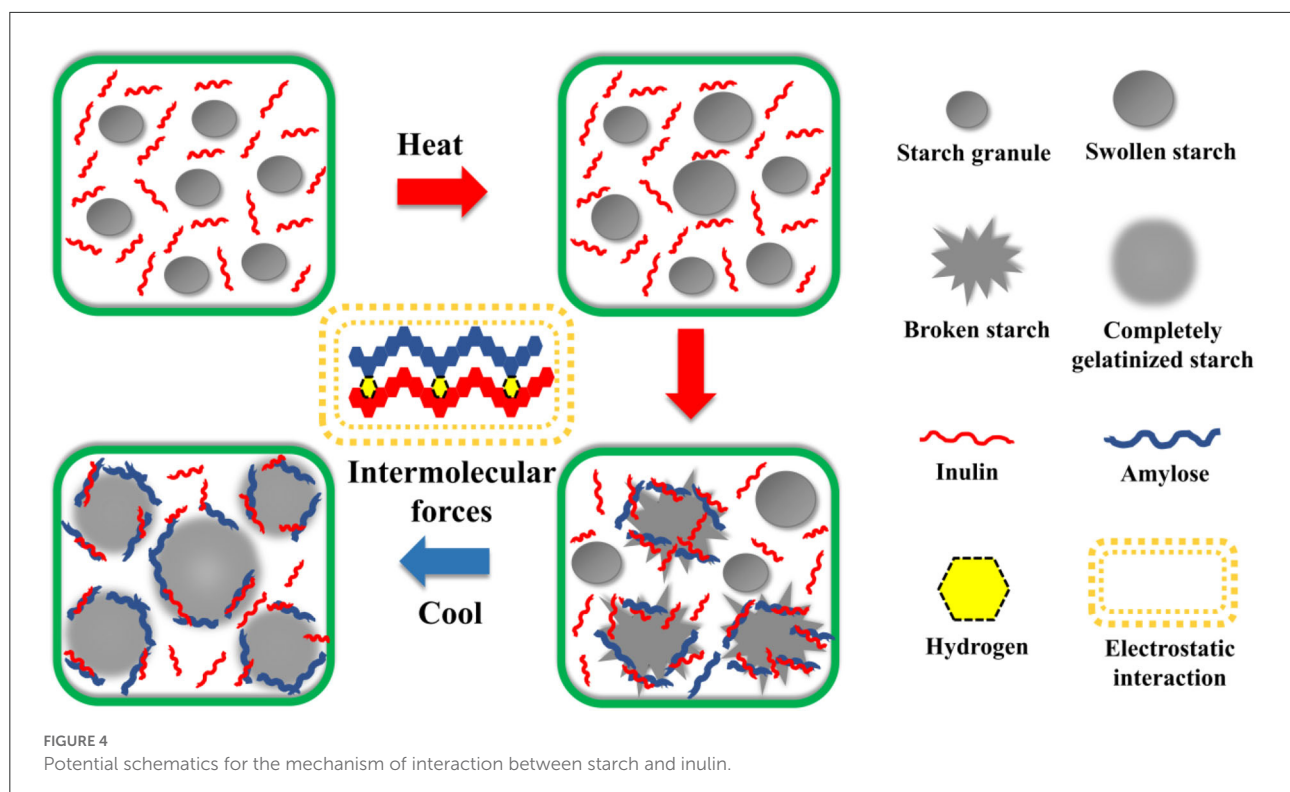 Heat
Intermolecular
forces
Cool
Starch granule
Swollen starch
Broken starch
Completely
gelatinized starch
Inulin
Amylose
Hydrogen
Electrostatic
interaction
FIGURE 4
Potential schematics for the mechanism of interaction between starch and inulin.